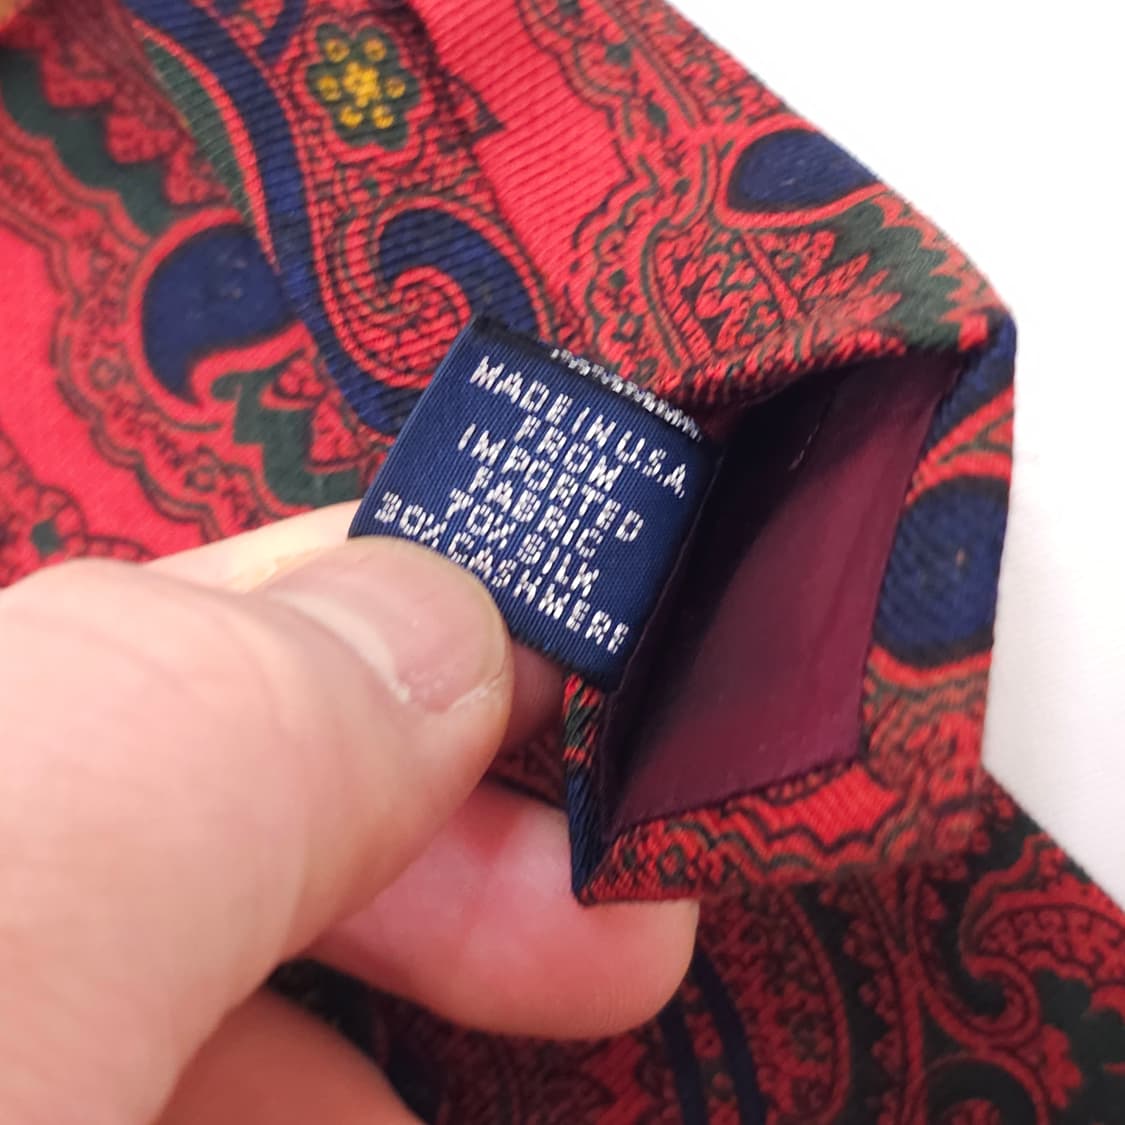 MADE IN U.S.A.
FROM
IMPORTED
FABRIC
70% SILK
30% CASHMERE